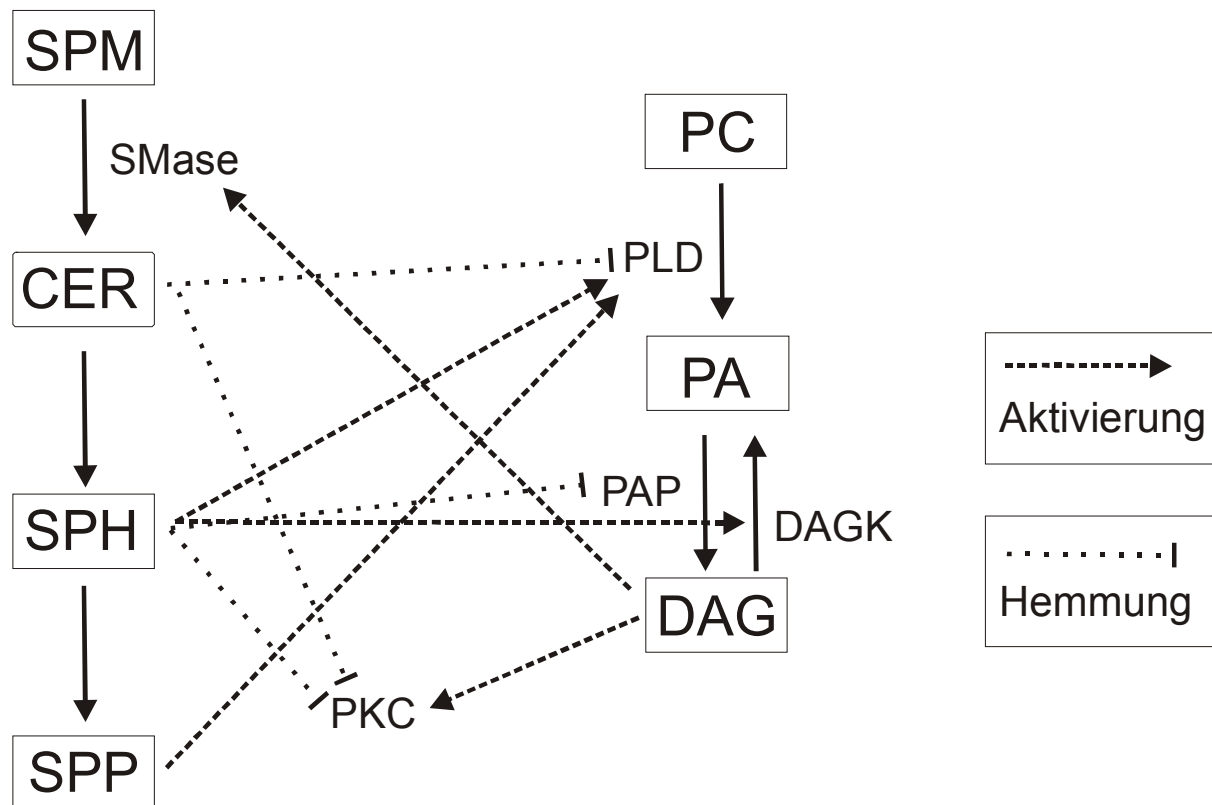 SPM
PC
SMase
PLD
CER
PA
Aktivierung
SPH
PAP
DAGK
DAG
Hemmung
PKC
SPP